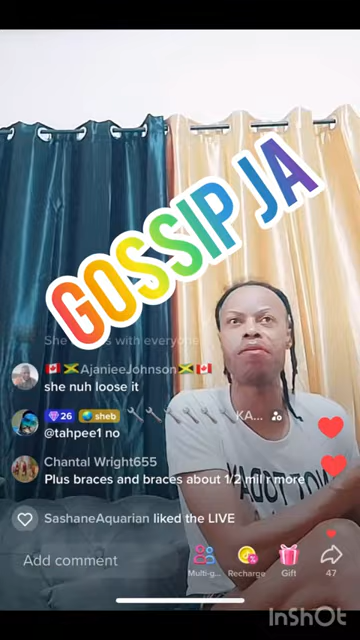 GOSSIP JA
She with everyone
AjanieeJohnson
she nuh loose it
26 sheb KA...
@tahpee1 no
Chantal Wright655
Plus braces and braces about 1/2 mil r more
SashaneAquarian liked the LIVE
Add comment
Multi-g...
Recharge
Gift
47
InShOt